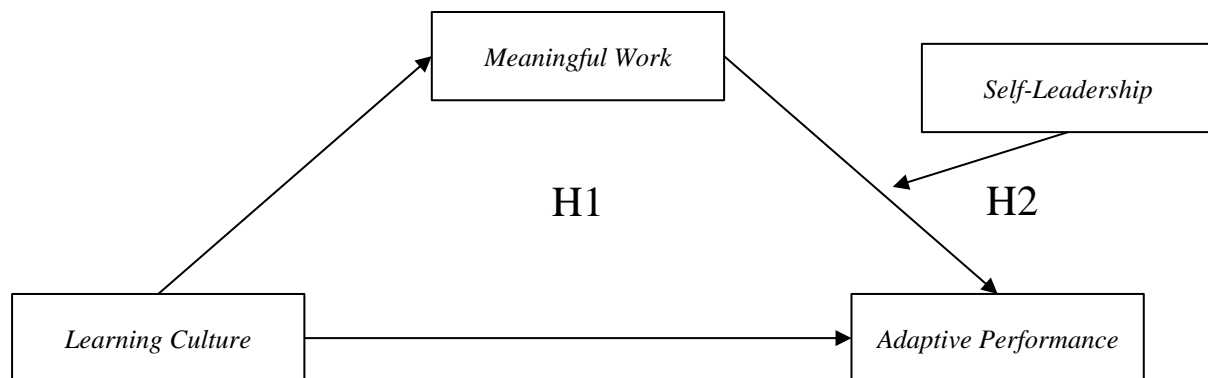 Meaningful Work
Self-Leadership
H1
H2
Learning Culture
Adaptive Performance